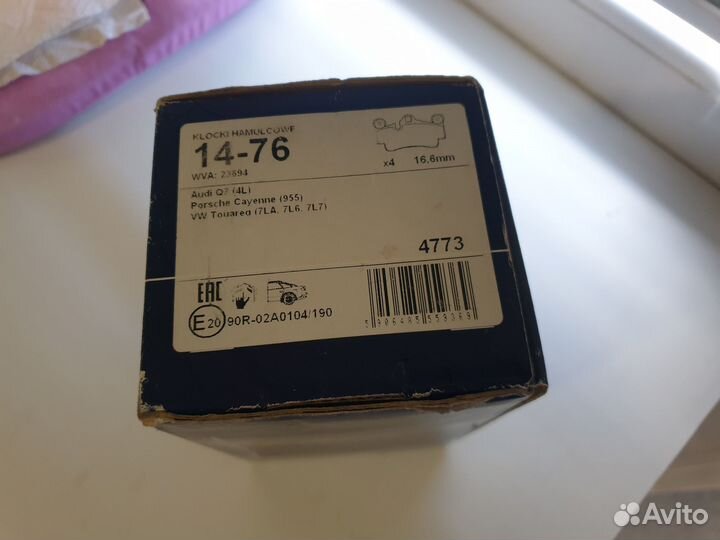 KLOCKI HAMULCOWE
14-76
WVA: 23694
x4 16,6mm
Audi Q7 (4L)
Porsche Cayenne (955)
VW Touareg (7LA, 7L6, 7L7)
4773
EAC
E20 90R-02A0104/190
5906485559369
Avito